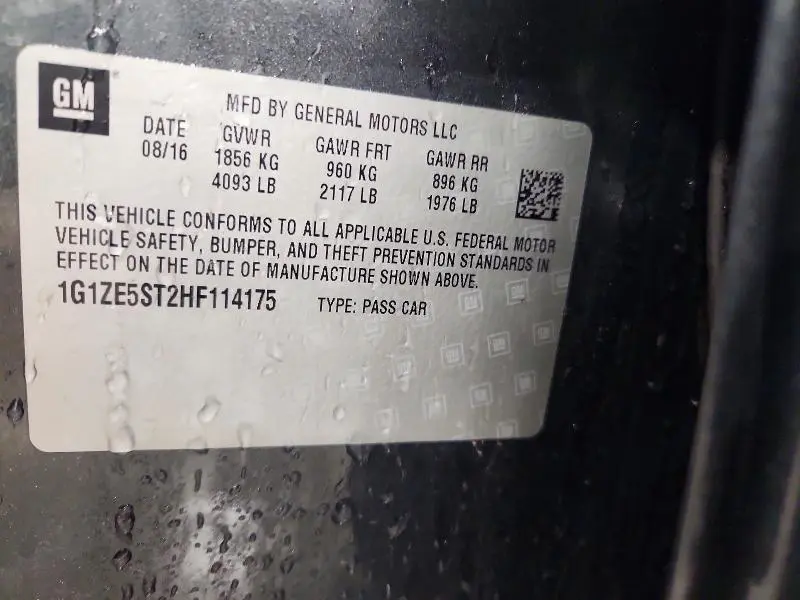 GM
MFD BY GENERAL MOTORS LLC
DATE GVWR GAWR FRT GAWR RR
08/16 1856 KG 960 KG 896 KG
4093 LB 2117 LB 1976 LB
THIS VEHICLE CONFORMS TO ALL APPLICABLE U.S. FEDERAL MOTOR
VEHICLE SAFETY, BUMPER, AND THEFT PREVENTION STANDARDS IN
EFFECT ON THE DATE OF MANUFACTURE SHOWN ABOVE.
1G1ZE5ST2HF114175 TYPE: PASS CAR